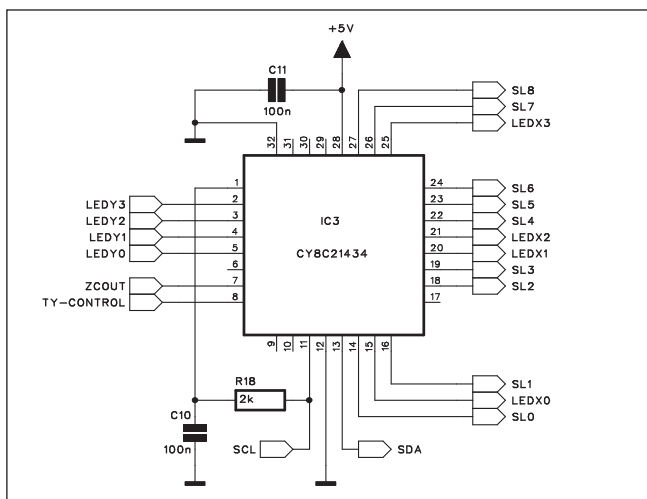 +5V
C11
100n
SL8
SL7
LEDX3
32 31 30 29 28 27 26 25
LEDY3
LEDY2
LEDY1
LEDY0
ZCOUT
TY-CONTROL
1
2
3
4
5
6
7
8
IC3
CY8C21434
24
23
22
21
20
19
18
17
SL6
SL5
SL4
LEDX2
LEDX1
SL3
SL2
9 10 11 12 13 14 15 16
R18
2k
C10
100n
SCL
SDA
SL1
LEDX0
SL0